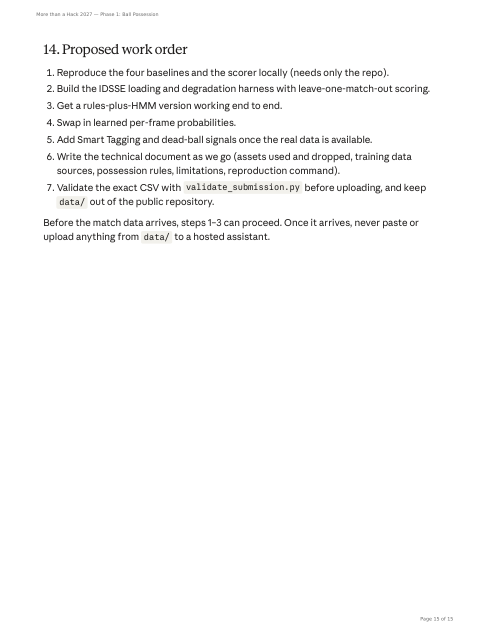 More than a Hack 2027 — Phase 1: Ball Possession
14. Proposed work order
1. Reproduce the four baselines and the scorer locally (needs only the repo).
2. Build the IDSSE loading and degradation harness with leave-one-match-out scoring.
3. Get a rules-plus-HMM version working end to end.
4. Swap in learned per-frame probabilities.
5. Add Smart Tagging and dead-ball signals once the real data is available.
6. Write the technical document as we go (assets used and dropped, training data
sources, possession rules, limitations, reproduction command).
7. Validate the exact CSV with validate_submission.py before uploading, and keep
data/ out of the public repository.
Before the match data arrives, steps 1–3 can proceed. Once it arrives, never paste or
upload anything from data/ to a hosted assistant.
Page 15 of 15